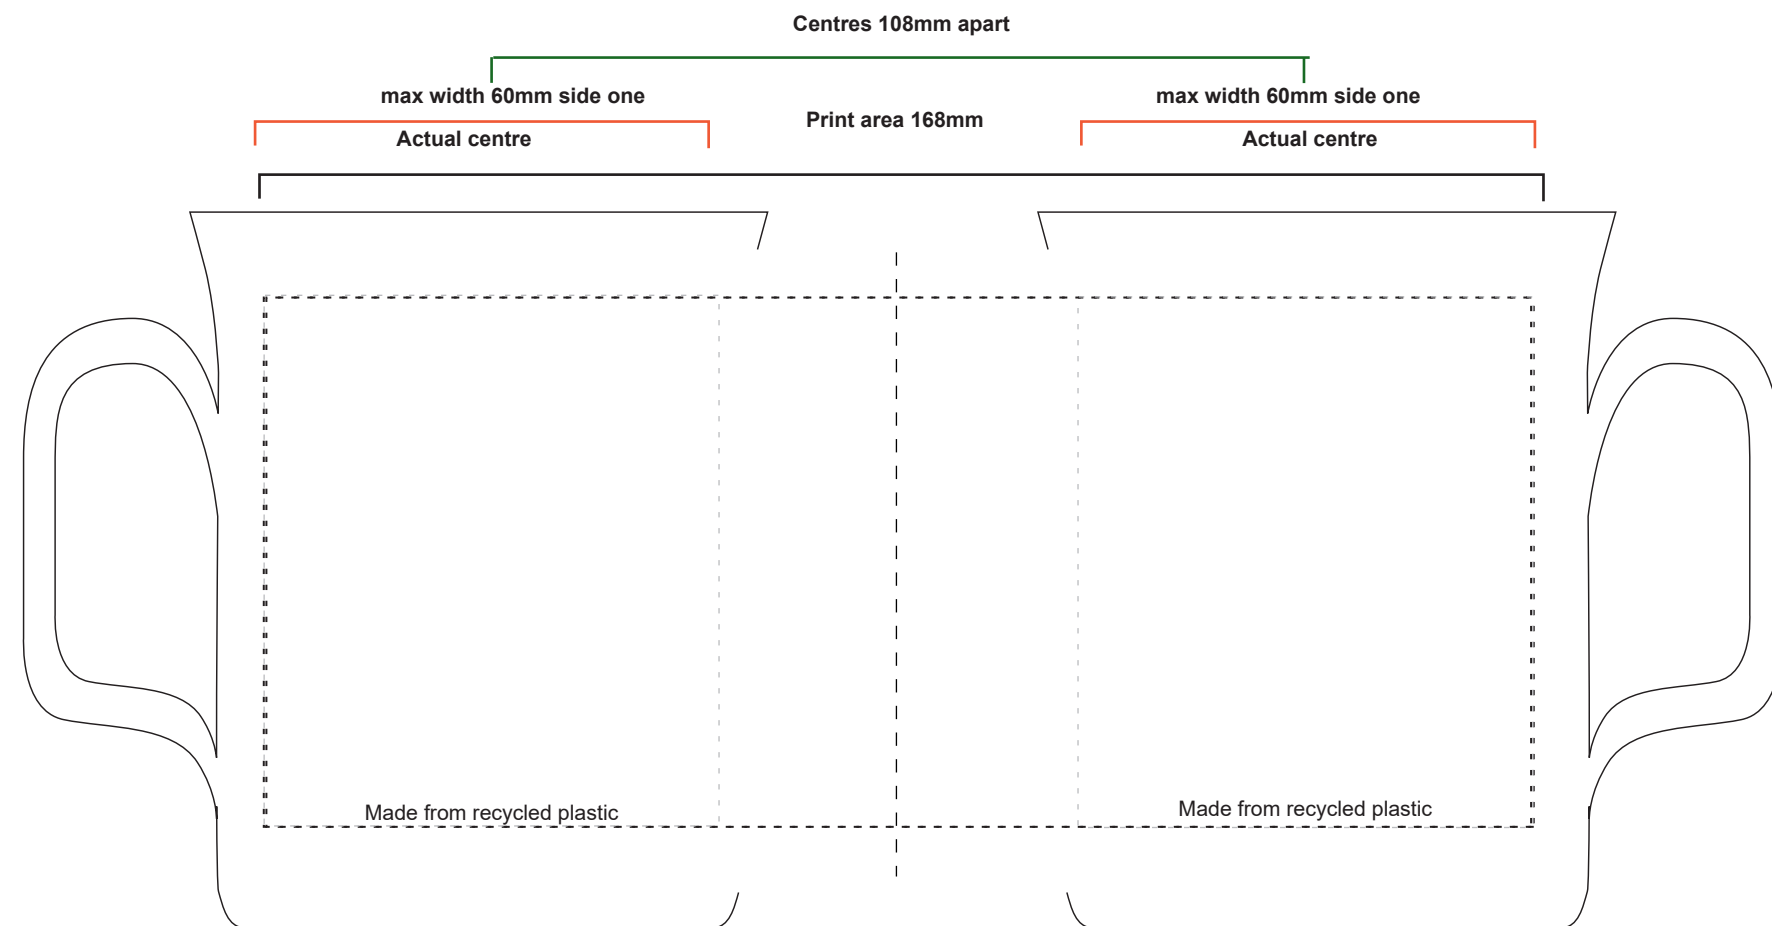 Centres 108mm apart
max width 60mm side one
max width 60mm side one
Print area 168mm
Actual centre
Actual centre
Made from recycled plastic
Made from recycled plastic